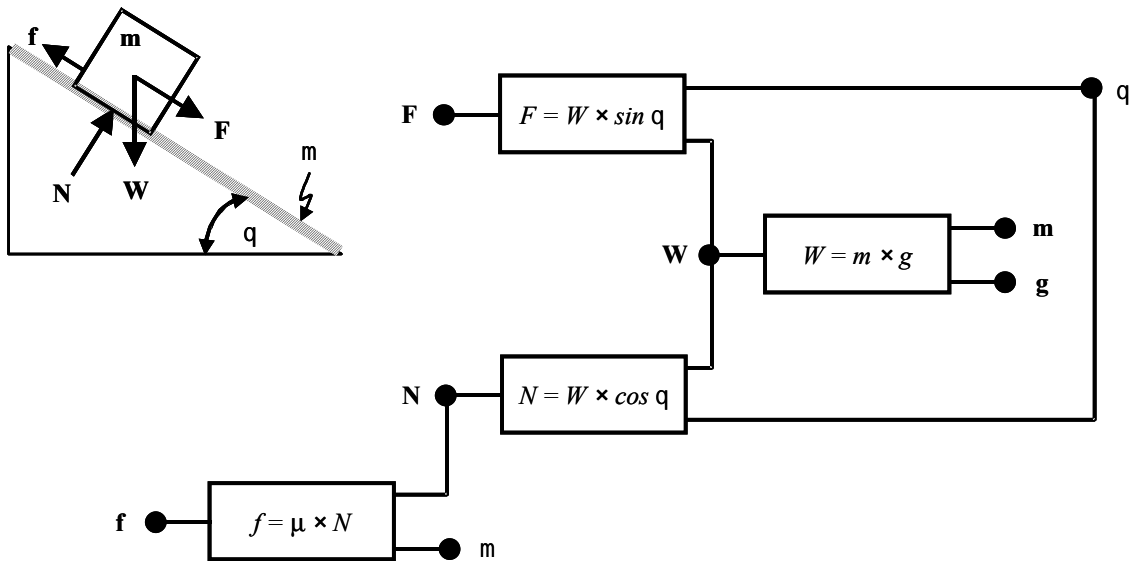 f
m
F
m
N
W
q
F
F = W × sin q
q
W
W = m × g
m
g
N
N = W × cos q
f
f = μ × N
m